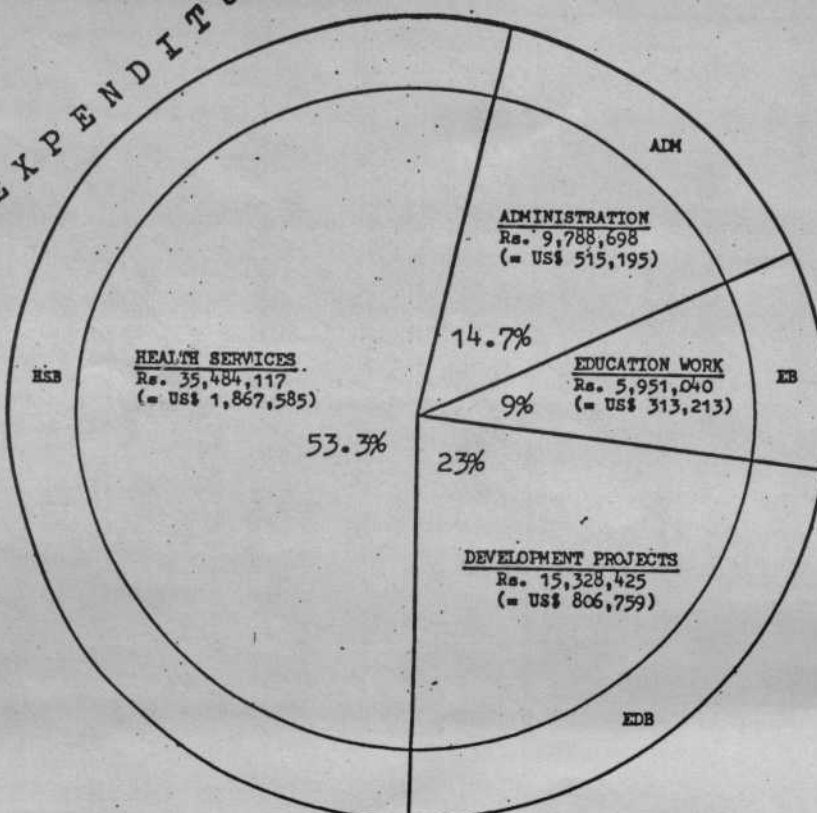 EXPENDITU
ADM
ADMINISTRATION
Rs. 9,788,698
(= US$ 515,195)
14.7%
HSB
HEALTH SERVICES
Rs. 35,484,117
(= US$ 1,867,585)
53.3%
EDUCATION WORK
Rs. 5,951,040
(= US$ 313,213)
9%
EB
23%
DEVELOPMENT PROJECTS
Rs. 15,328,425
(= US$ 806,759)
EDB